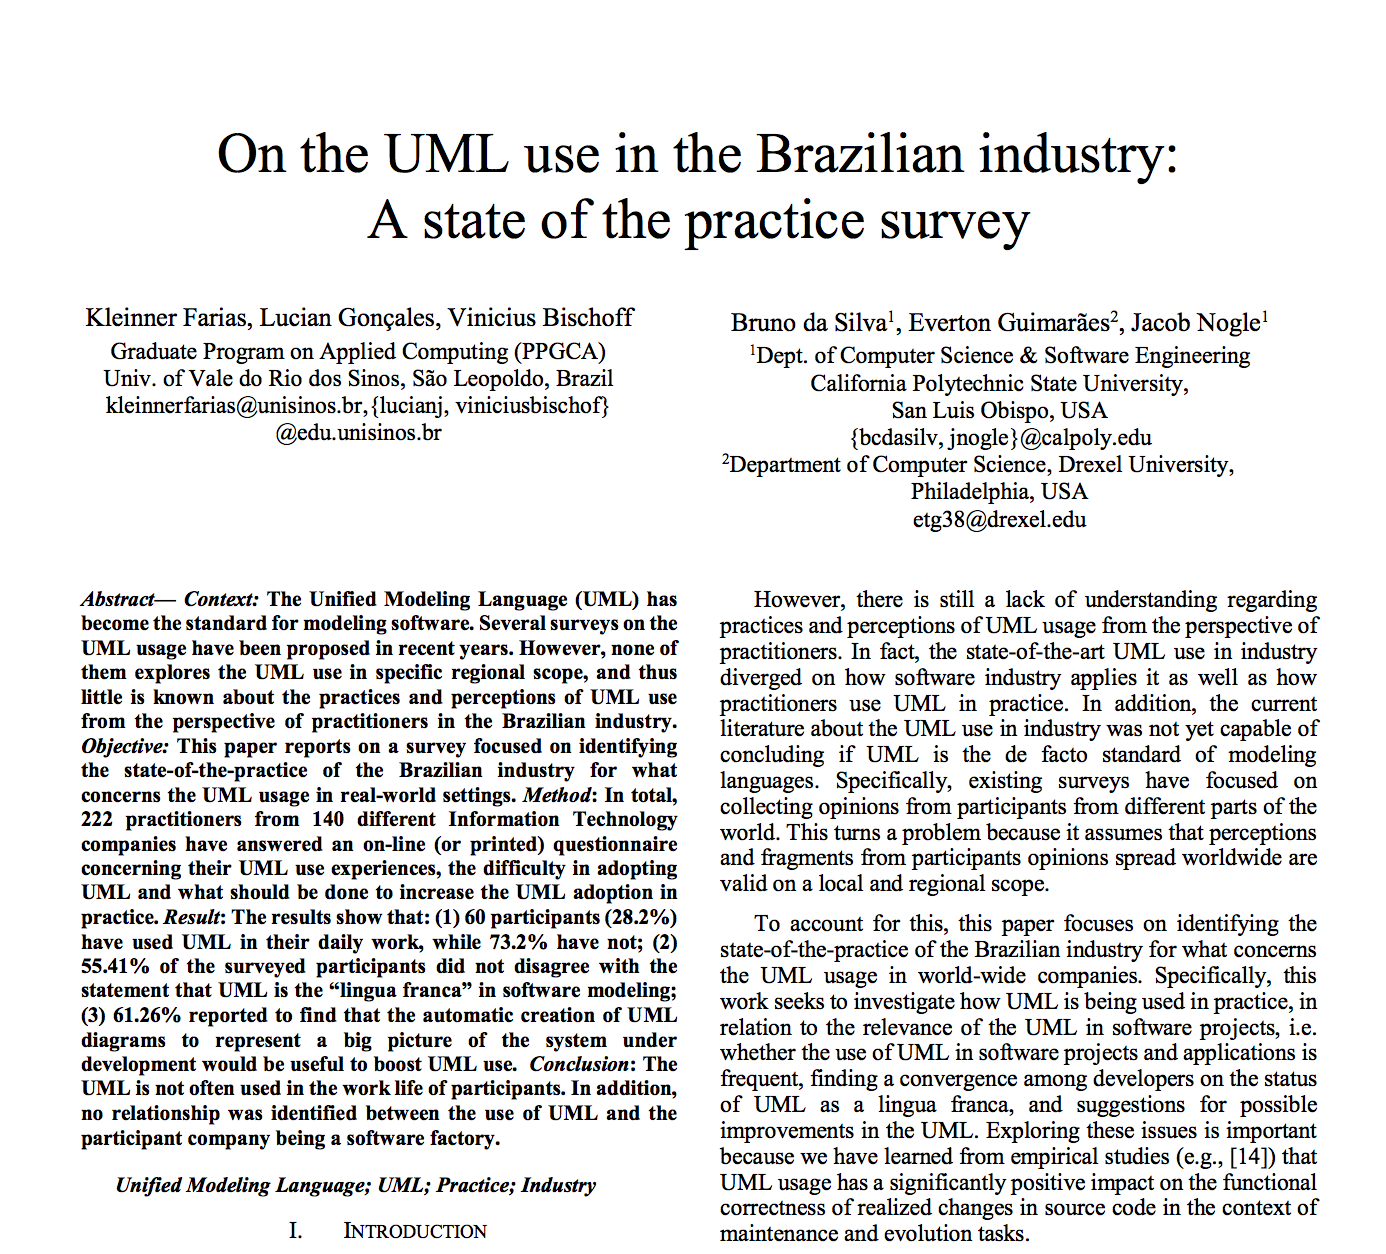 On the UML use in the Brazilian industry:
A state of the practice survey
Kleinner Farias, Lucian Gonçales, Vinicius Bischoff
Graduate Program on Applied Computing (PPGCA)
Univ. of Vale do Rio dos Sinos, São Leopoldo, Brazil
kleinnerfarias@unisinos.br,{lucianj, viniciusbischof}
@edu.unisinos.br
Bruno da Silva1, Everton Guimarães2, Jacob Nogle1
1Dept. of Computer Science & Software Engineering
California Polytechnic State University,
San Luis Obispo, USA
{bcdasilv, jnogle}@calpoly.edu
2Department of Computer Science, Drexel University,
Philadelphia, USA
etg38@drexel.edu
Abstract— Context: The Unified Modeling Language (UML) has
become the standard for modeling software. Several surveys on the
UML usage have been proposed in recent years. However, none of
them explores the UML use in specific regional scope, and thus
little is known about the practices and perceptions of UML use
from the perspective of practitioners in the Brazilian industry.
Objective: This paper reports on a survey focused on identifying
the state-of-the-practice of the Brazilian industry for what
concerns the UML usage in real-world settings. Method: In total,
222 practitioners from 140 different Information Technology
companies have answered an on-line (or printed) questionnaire
concerning their UML use experiences, the difficulty in adopting
UML and what should be done to increase the UML adoption in
practice. Result: The results show that: (1) 60 participants (28.2%)
have used UML in their daily work, while 73.2% have not; (2)
55.41% of the surveyed participants did not disagree with the
statement that UML is the “lingua franca” in software modeling;
(3) 61.26% reported to find that the automatic creation of UML
diagrams to represent a big picture of the system under
development would be useful to boost UML use. Conclusion: The
UML is not often used in the work life of participants. In addition,
no relationship was identified between the use of UML and the
participant company being a software factory.
Unified Modeling Language; UML; Practice; Industry
I. INTRODUCTION
However, there is still a lack of understanding regarding
practices and perceptions of UML usage from the perspective of
practitioners. In fact, the state-of-the-art UML use in industry
diverged on how software industry applies it as well as how
practitioners use UML in practice. In addition, the current
literature about the UML use in industry was not yet capable of
concluding if UML is the de facto standard of modeling
languages. Specifically, existing surveys have focused on
collecting opinions from participants from different parts of the
world. This turns a problem because it assumes that perceptions
and fragments from participants opinions spread worldwide are
valid on a local and regional scope.
To account for this, this paper focuses on identifying the
state-of-the-practice of the Brazilian industry for what concerns
the UML usage in world-wide companies. Specifically, this
work seeks to investigate how UML is being used in practice, in
relation to the relevance of the UML in software projects, i.e.
whether the use of UML in software projects and applications is
frequent, finding a convergence among developers on the status
of UML as a lingua franca, and suggestions for possible
improvements in the UML. Exploring these issues is important
because we have learned from empirical studies (e.g., [14]) that
UML usage has a significantly positive impact on the functional
correctness of realized changes in source code in the context of
maintenance and evolution tasks.